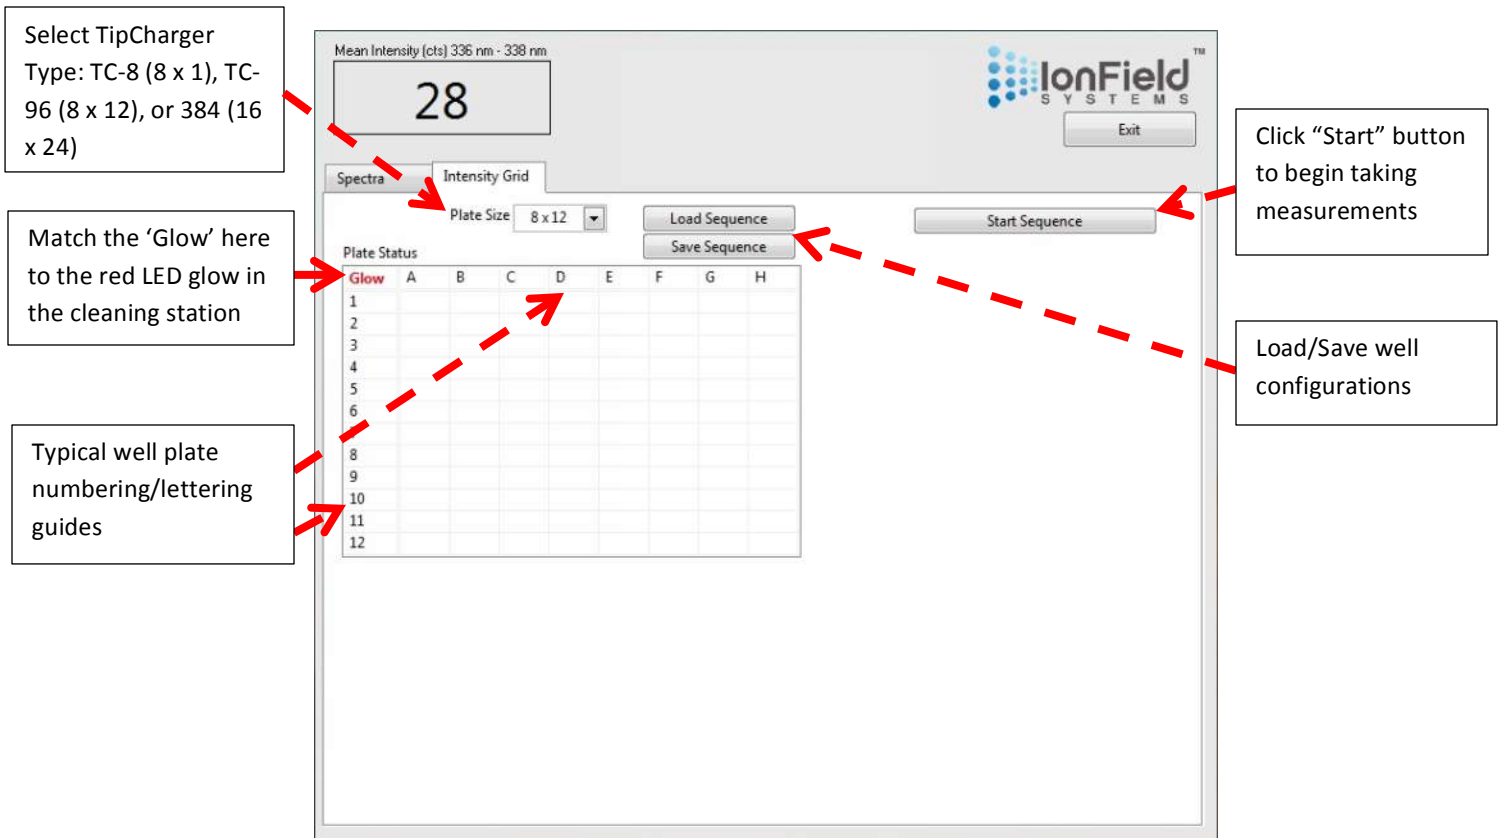 Select TipCharger
Type: TC-8 (8 x 1), TC-
96 (8 x 12), or 384 (16
x 24)
Match the ‘Glow’ here
to the red LED glow in
the cleaning station
Typical well plate
numbering/lettering
guides
Mean Intensity (cts) 336 nm - 338 nm
28
IonField TM
SYSTEMS
Exit
Spectra Intensity Grid
Plate Size 8 x 12 Load Sequence Start Sequence
Save Sequence
Plate Status
Glow A B C D E F G H
1
2
3
4
5
6
8
9
10
11
12
Click “Start” button
to begin taking
measurements
Load/Save well
configurations